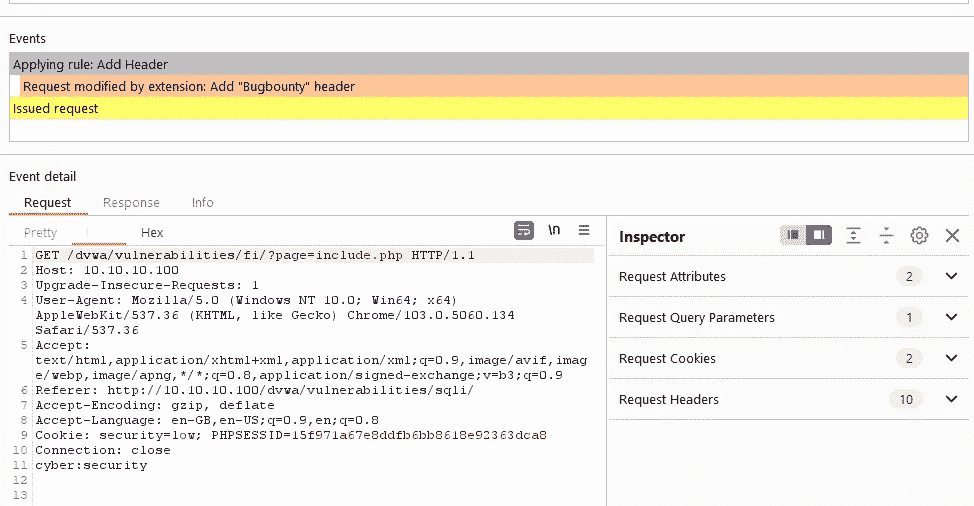 Events
Applying rule: Add Header
Request modified by extension: Add "Bugbounty" header
Issued request
Event detail
Request Response Info
Pretty Hex
\n
Inspector
1 GET /dvwa/vulnerabilities/fi/?page=include.php HTTP/1.1
2 Host: 10.10.10.100
3 Upgrade-Insecure-Requests: 1
4 User-Agent: Mozilla/5.0 (Windows NT 10.0; Win64; x64)
AppleWebKit/537.36 (KHTML, like Gecko) Chrome/103.0.5060.134
Safari/537.36
5 Accept:
text/html,application/xhtml+xml,application/xml;q=0.9,image/avif,imag
e/webp,image/apng,*/*;q=0.8,application/signed-exchange;v=b3;q=0.9
6 Referer: http://10.10.10.100/dvwa/vulnerabilities/sqli/
7 Accept-Encoding: gzip, deflate
8 Accept-Language: en-GB,en-US;q=0.9,en;q=0.8
9 Cookie: security=low; PHPSESSID=15f971a67e8ddfb6bb8618e92363dca8
10 Connection: close
11 cyber:security
12
13
Request Attributes 2
Request Query Parameters 1
Request Cookies 2
Request Headers 10